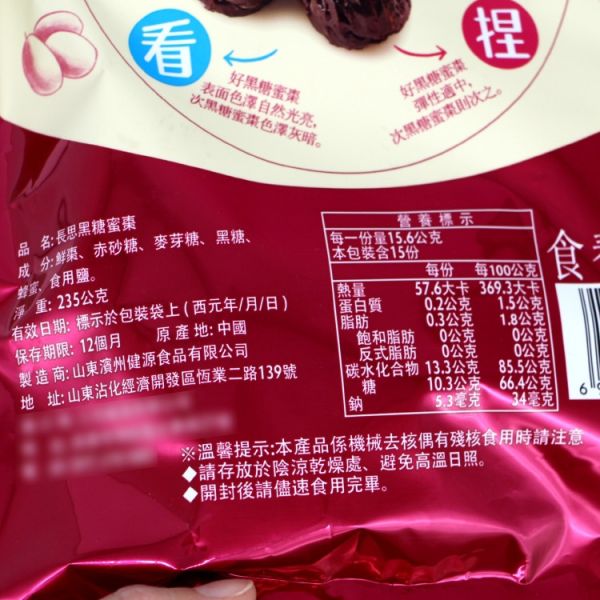 看
捏
好黑糖蜜棗
表面色澤自然光亮,
次黑糖蜜棗色澤灰暗。
好黑糖蜜棗
彈性適中,
次黑糖蜜棗則次之。
品 名:長思黑糖蜜棗
成 分:鮮棗、赤砂糖、麥芽糖、黑糖、
蜂蜜、食用鹽。
淨 重: 235公克
有效日期: 標示於包裝袋上 (西元年/月/日)
保存期限: 12個月 原產地: 中國
製造商: 山東濱州健源食品有限公司
地 址: 山東沾化經濟開發區恆業二路139號
營養標示
每一份量15.6公克
本包裝含15份
每份 每100公克
熱量 57.6大卡 369.3大卡
蛋白質 0.2公克 1.5公克
脂肪 0.3公克 1.8公克
飽和脂肪 0公克 0公克
反式脂肪 0公克 0公克
碳水化合物 13.3公克 85.5公克
糖 10.3公克 66.4公克
鈉 5.3毫克 34毫克
食
6
※溫馨提示:本產品係機械去核偶有殘核食用時請注意
◆請存放於陰涼乾燥處、避免高溫日照。
◆開封後請儘速食用完畢。